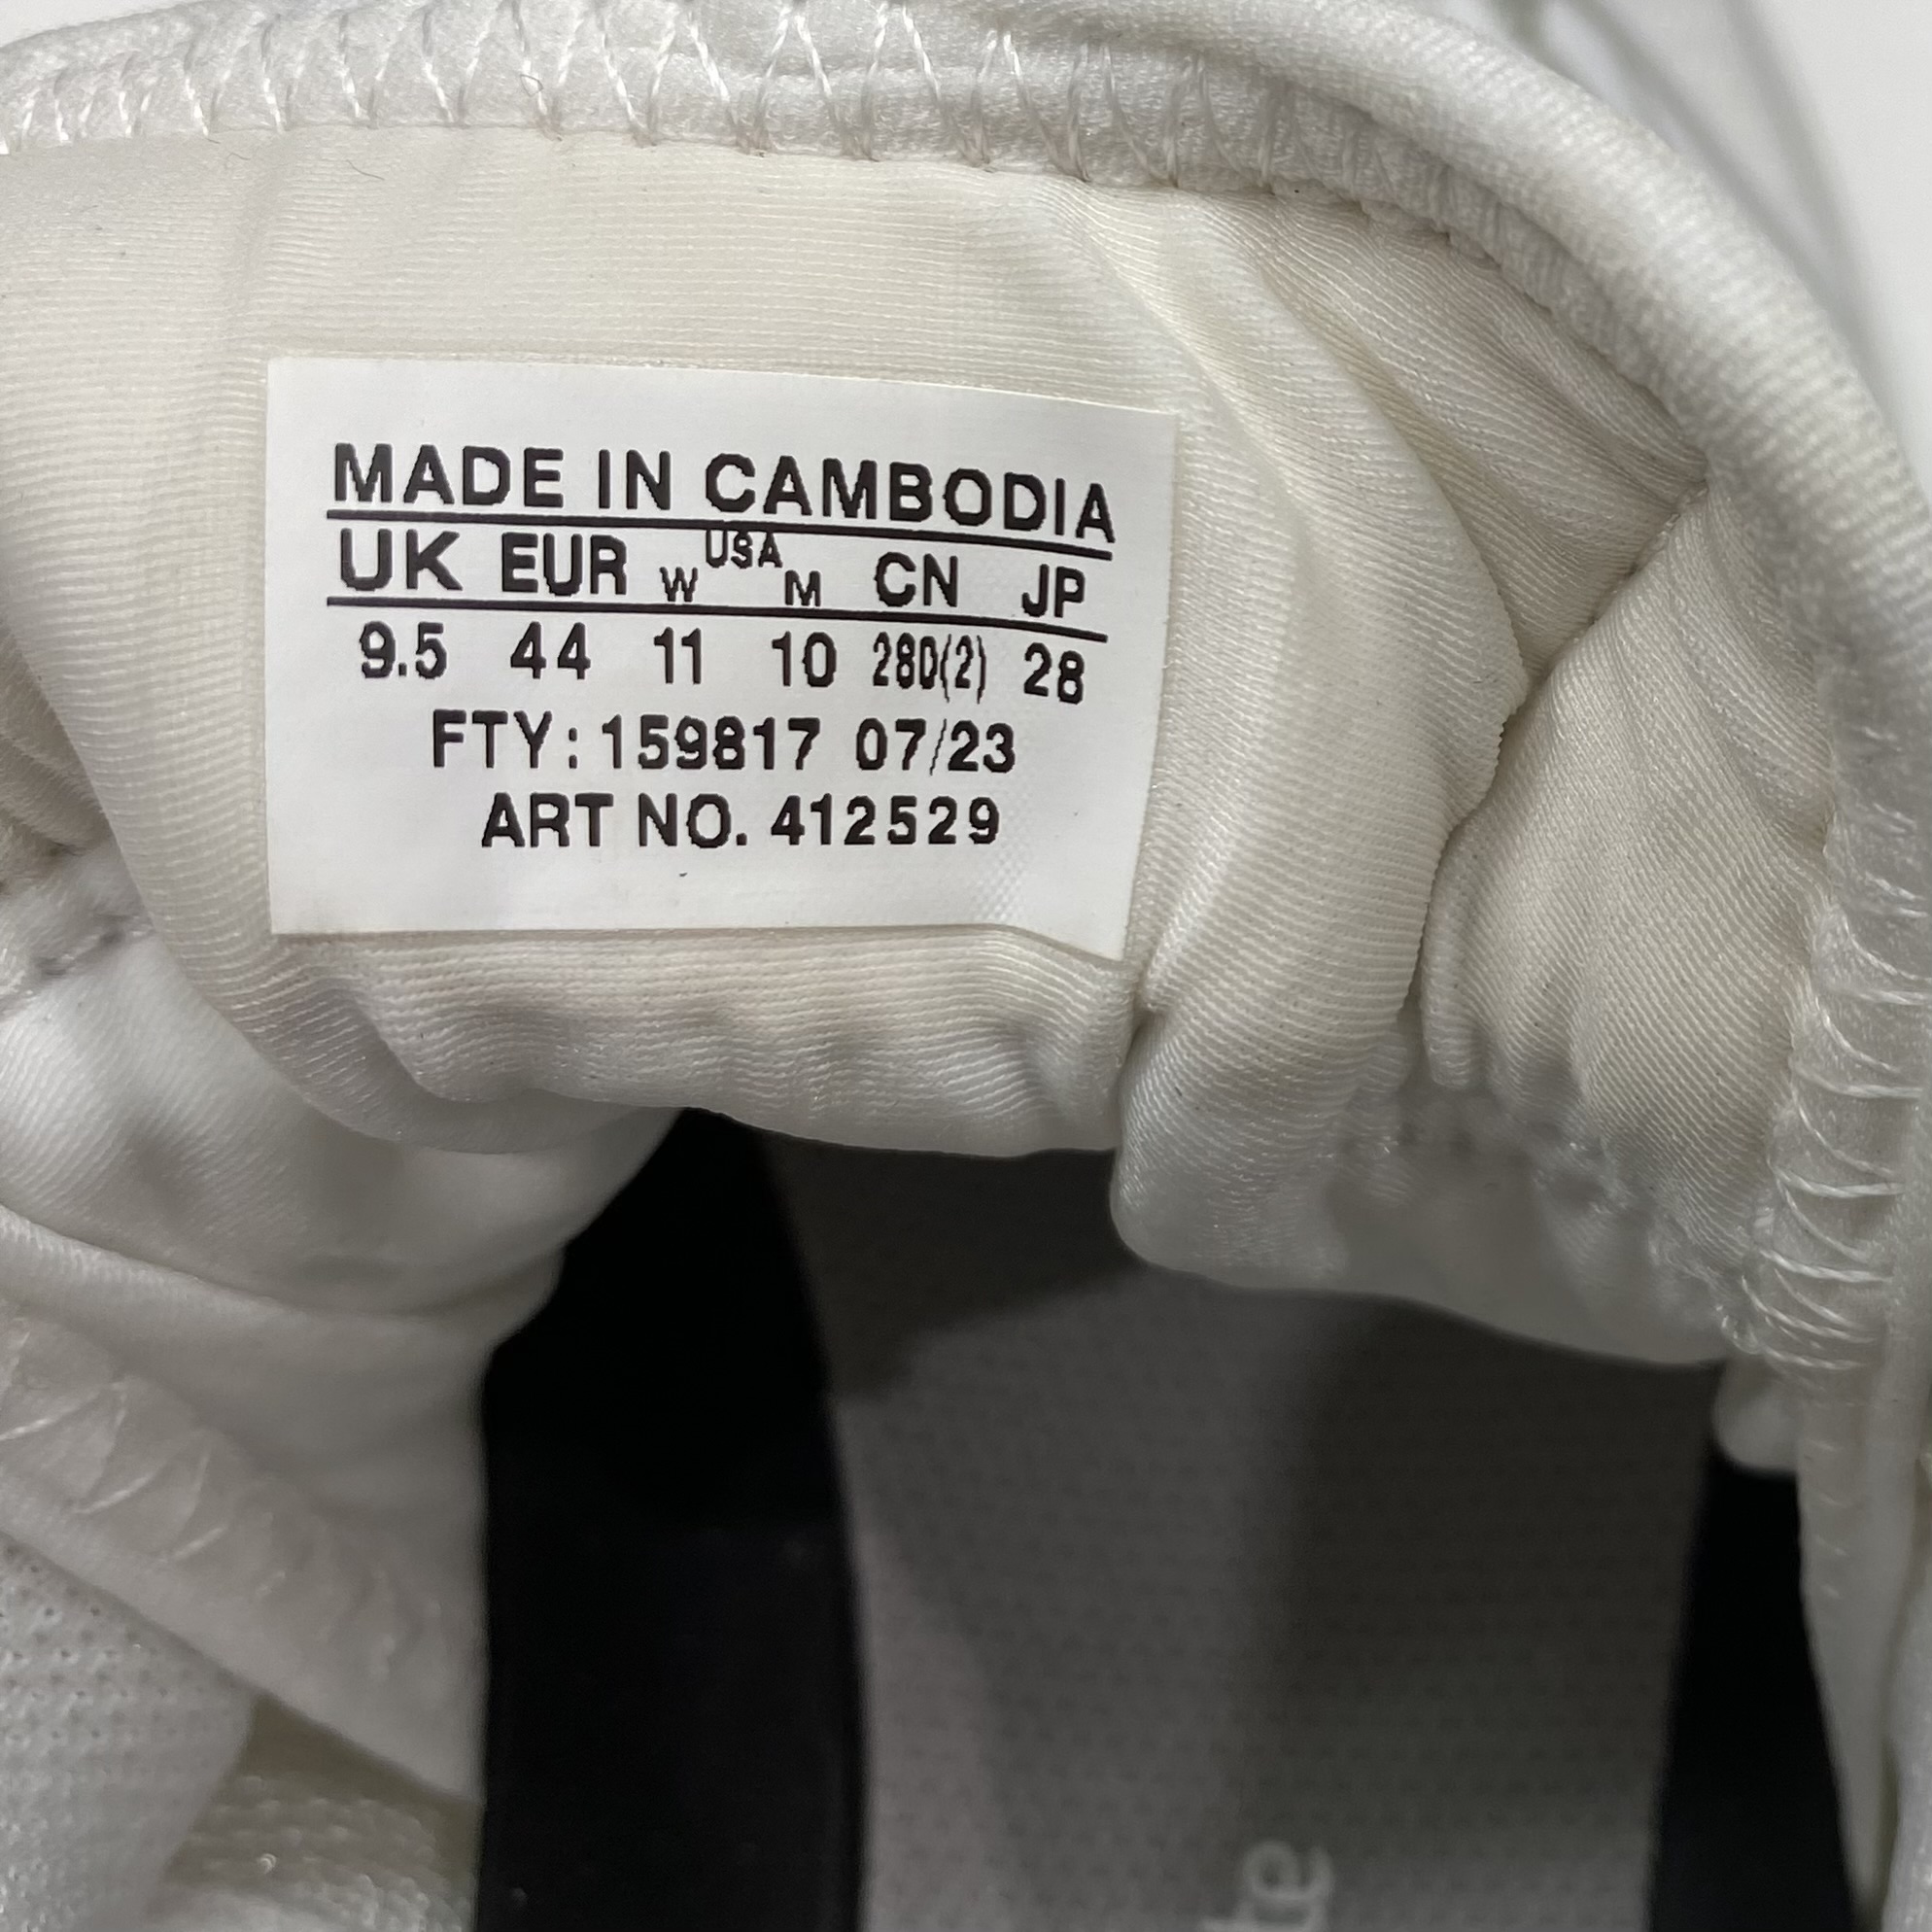 MADE IN CAMBODIA
UK EUR W USA M CN JP
9.5 44 11 10 280(2) 28
FTY: 159817 07/23
ART NO. 412529
te